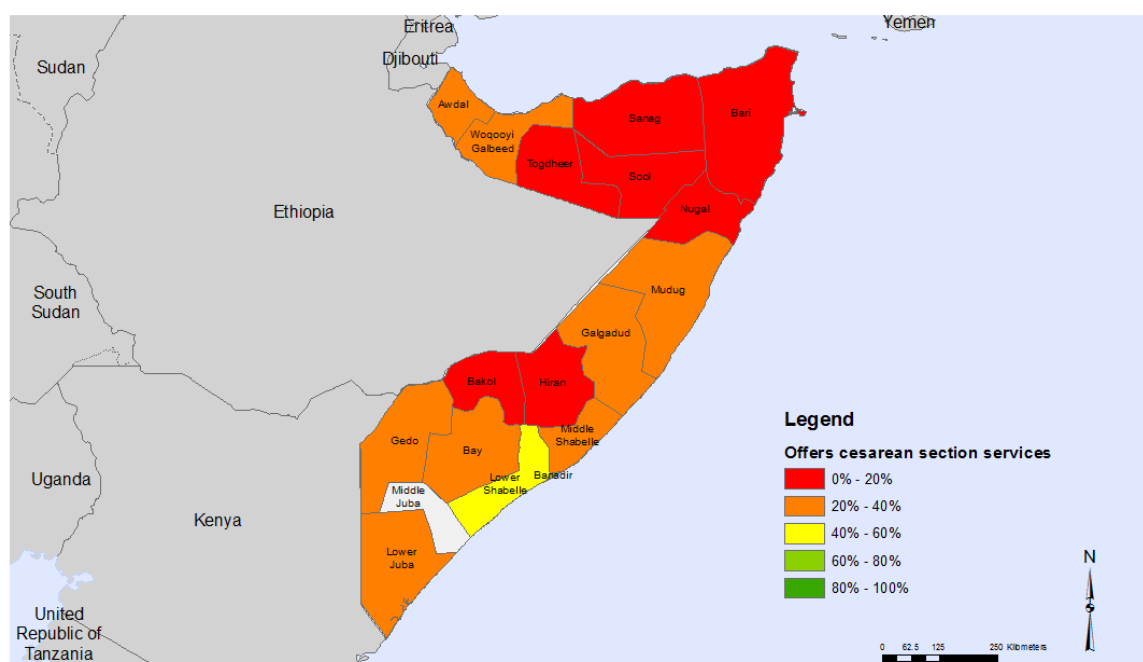 Eritrea
Yemen
Djibouti
Sudan
Awdal
Woqooyi
Galbeed
Togdheer
Sanag
Bari
Sool
Nugal
Ethiopia
South
Sudan
Mudug
Galgadud
Bakol
Hiran
Gedo
Bay
Middle
Shabelle
Lower
Shabelle
Banadir
Middle
Juba
Lower
Juba
Uganda
Kenya
United
Republic of
Tanzania
Legend
Offers cesarean section services
0% - 20%
20% - 40%
40% - 60%
60% - 80%
80% - 100%
N
0 62.5 125 250 Kilometers